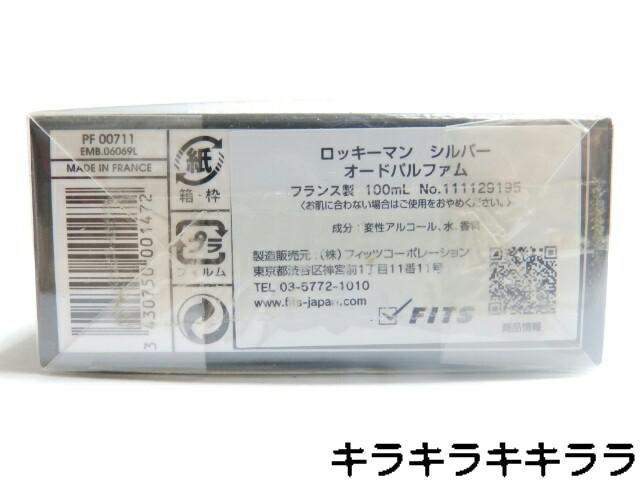 PF 00711
EMB.06069L
MADE IN FRANCE
3 430750 001472
紙
箱・枠
プラ
フィルム
ロッキーマン シルバー
オードパルファム
フランス製 100mL No.111129195
〈お肌に合わない場合はご使用をおやめください。〉
成分：変性アルコール、水、香料
製造販売元：（株）フィッツコーポレーション
東京都渋谷区神宮前1丁目11番11号
TEL 03-5772-1010
www.fits-japan.com
FITS
商品情報
キラキラキキララ